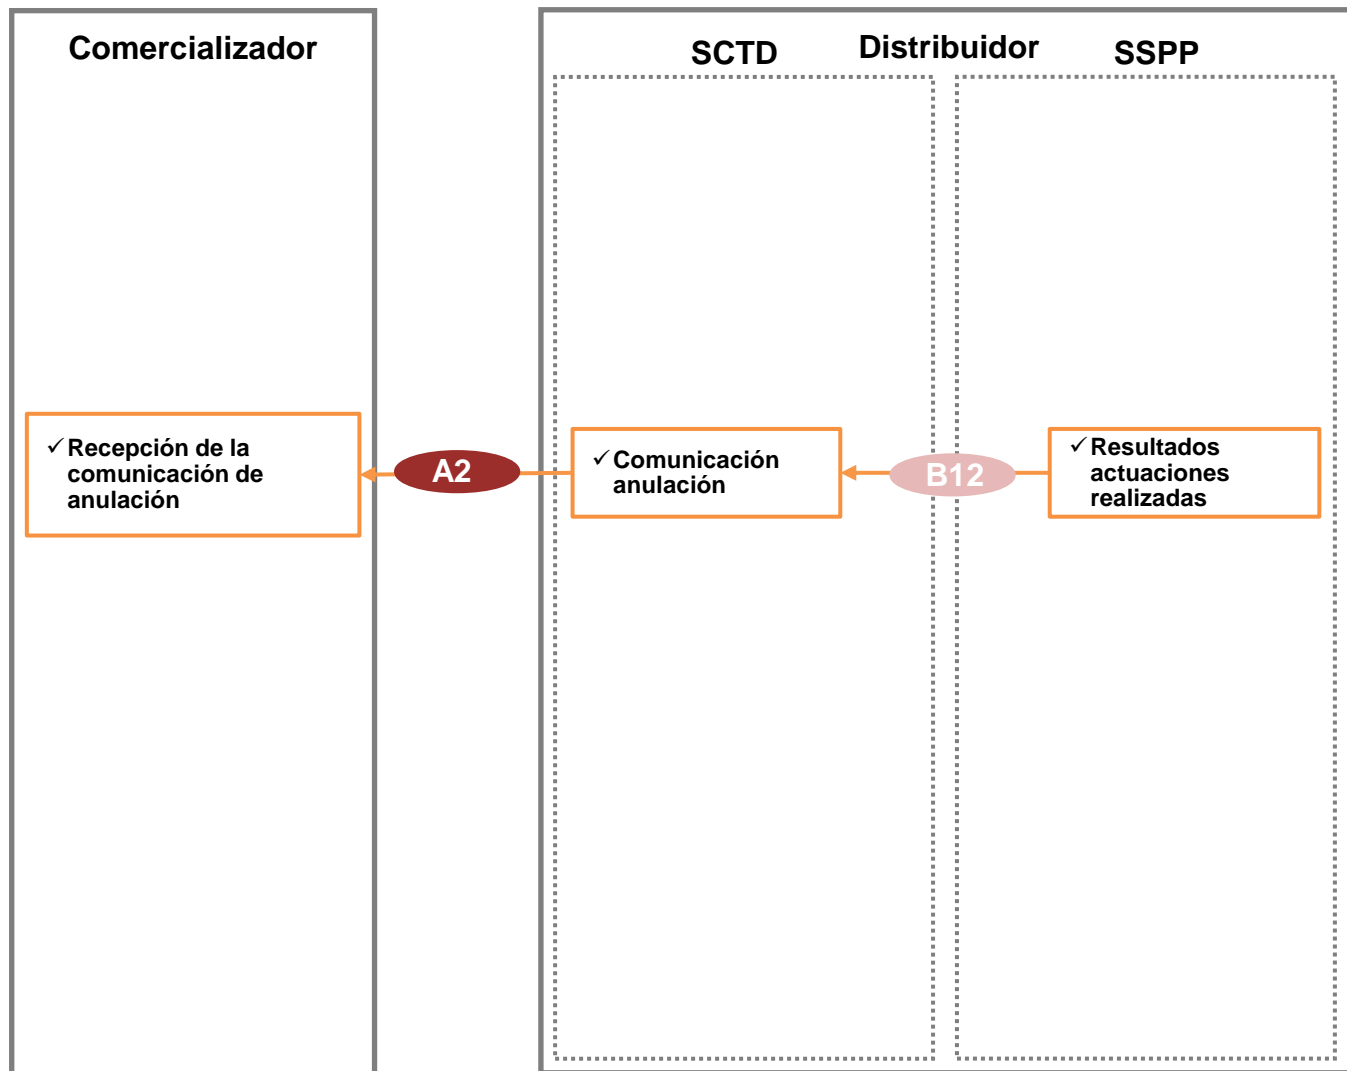 Comercializador
Distribuidor
SCTD
SSPP
✓Recepción de la
comunicación de
anulación
A2
✓Comunicación
anulación
B12
✓Resultados
actuaciones
realizadas